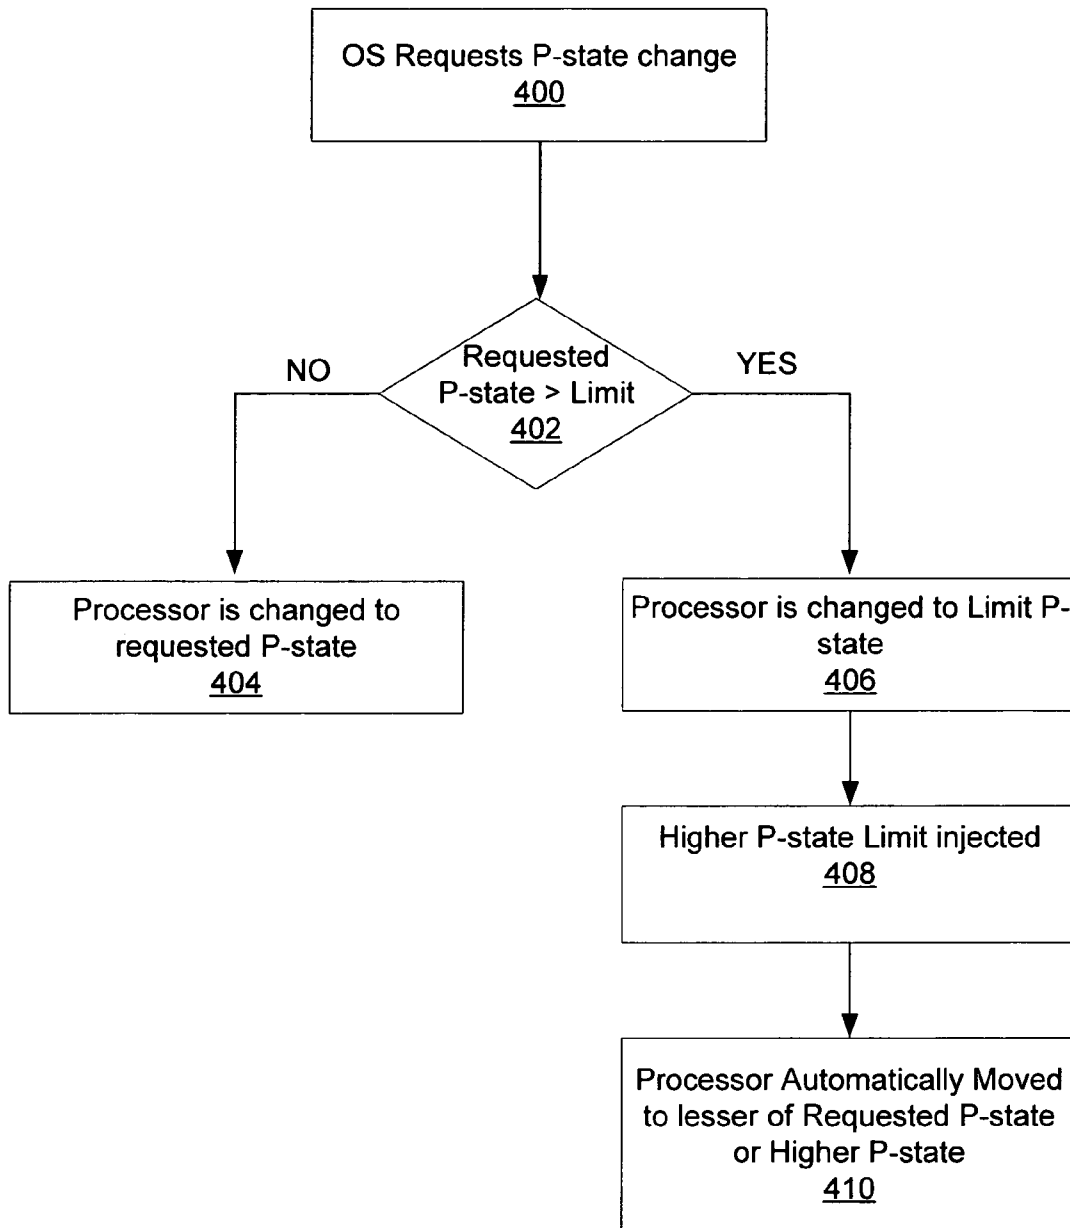 OS Requests P-state change
400
Requested
P-state > Limit
402
NO
YES
Processor is changed to
requested P-state
404
Processor is changed to Limit P-
state
406
Higher P-state Limit injected
408
Processor Automatically Moved
to lesser of Requested P-state
or Higher P-state
410